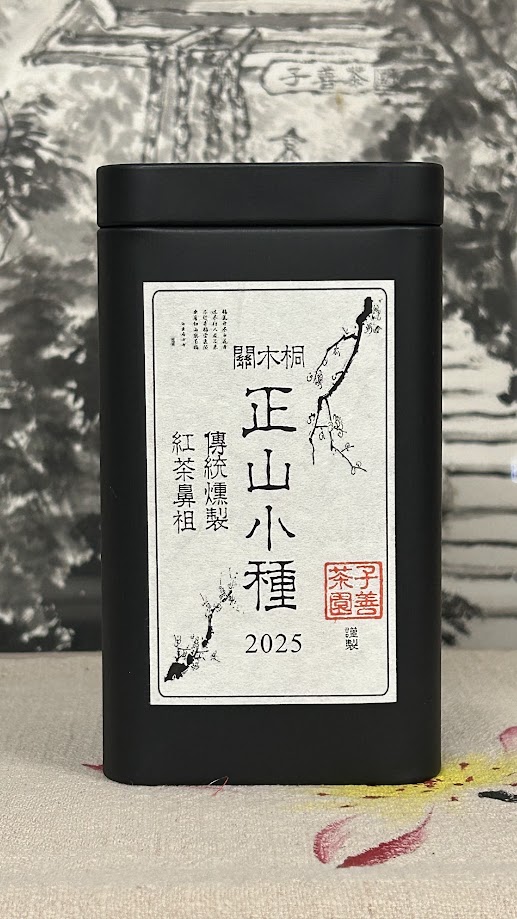 子善茶園
桐木關
正山小種
傳統燻製
紅茶鼻祖
2025
子善
茶園
謹製